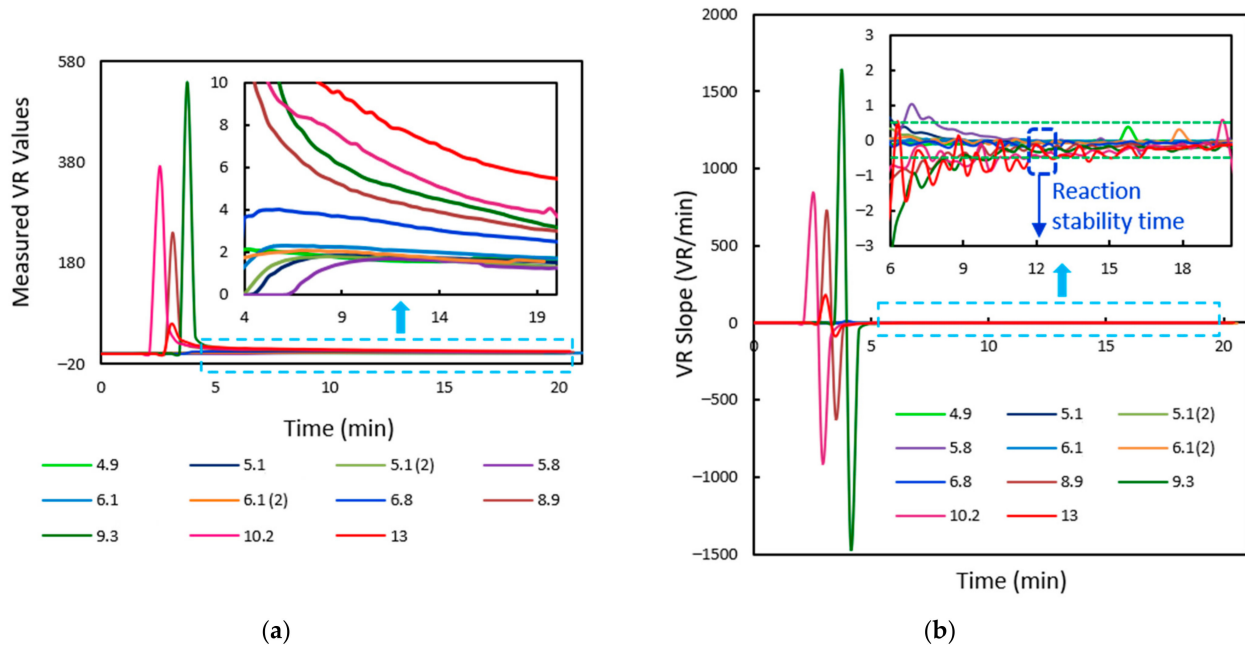 580
380
180
−20
Measured VR Values
10
8
6
4
2
0
4 9 14 19
0 5 10 15 20
Time (min)
4.9 5.1 5.1(2) 5.8
6.1 6.1(2) 6.8 8.9
9.3 10.2 13
(a)
2000
1500
1000
500
0
−500
−1000
−1500
VR Slope (VR/min)
3
2
1
0
−1
−2
−3
Reaction
stability time
6 9 12 15 18
0 5 10 15 20
4.9 5.1 5.1(2)
5.8 6.1 6.1(2)
6.8 8.9 9.3
10.2 13
Time (min)
(b)